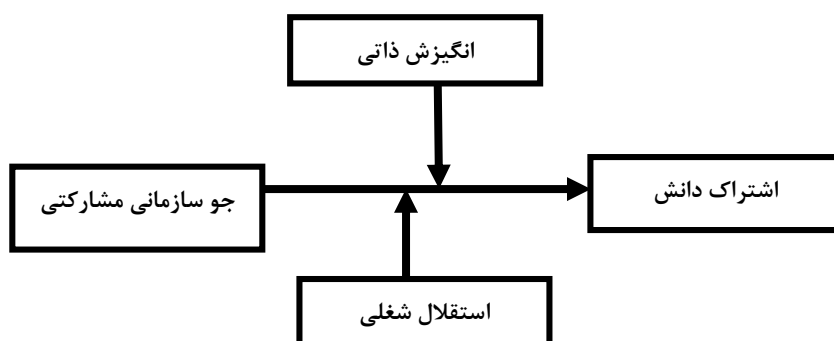 انگیزش ذاتی
جو سازمانی مشارکتی
اشتراک دانش
استقلال شغلی